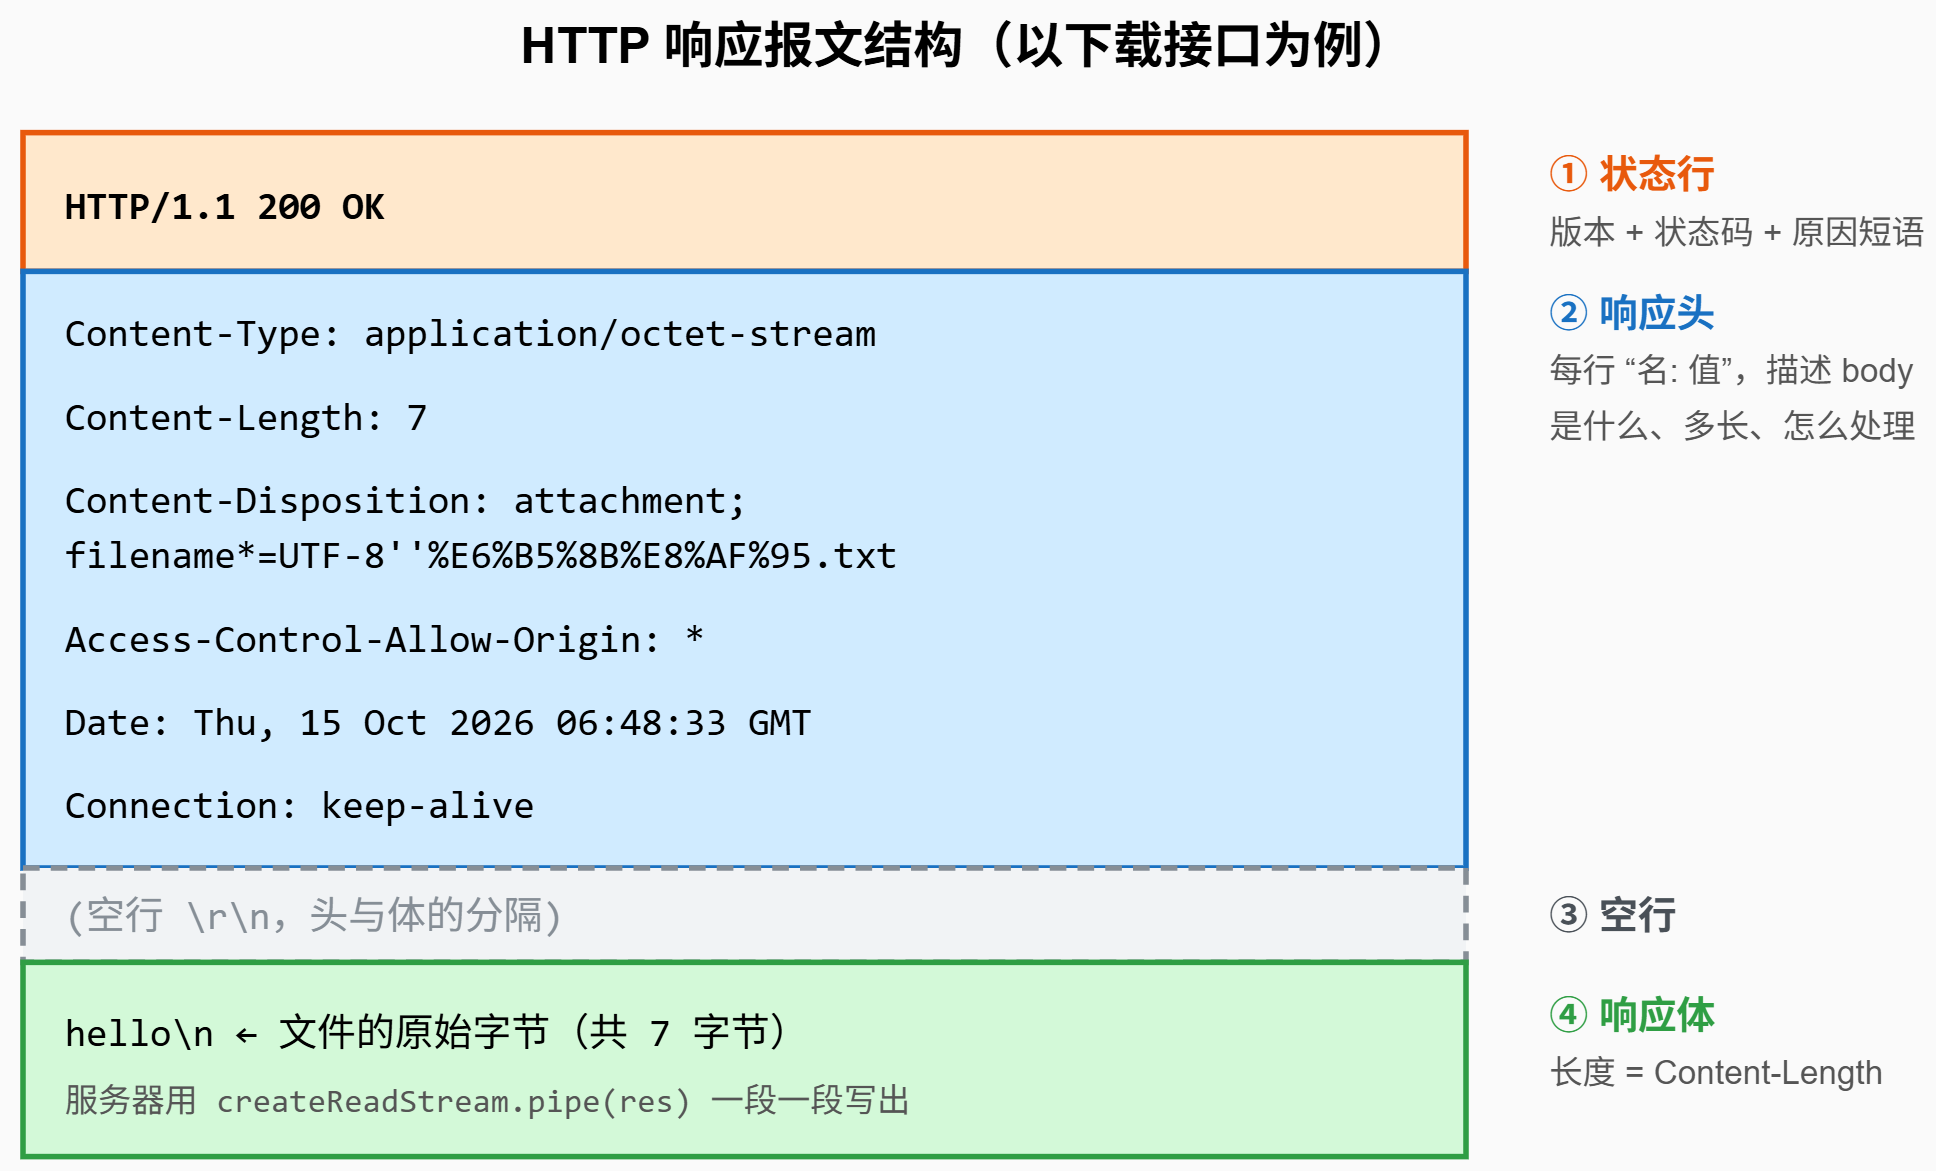 HTTP 响应报文结构（以下载接口为例）
HTTP/1.1 200 OK
① 状态行
版本 + 状态码 + 原因短语
Content-Type: application/octet-stream
Content-Length: 7
Content-Disposition: attachment;
filename*=UTF-8''%E6%B5%8B%E8%AF%95.txt
Access-Control-Allow-Origin: *
Date: Thu, 15 Oct 2026 06:48:33 GMT
Connection: keep-alive
② 响应头
每行 “名: 值”，描述 body
是什么、多长、怎么处理
(空行 \r\n，头与体的分隔)
③ 空行
hello\n ← 文件的原始字节（共 7 字节）
服务器用 createReadStream.pipe(res) 一段一段写出
④ 响应体
长度 = Content-Length